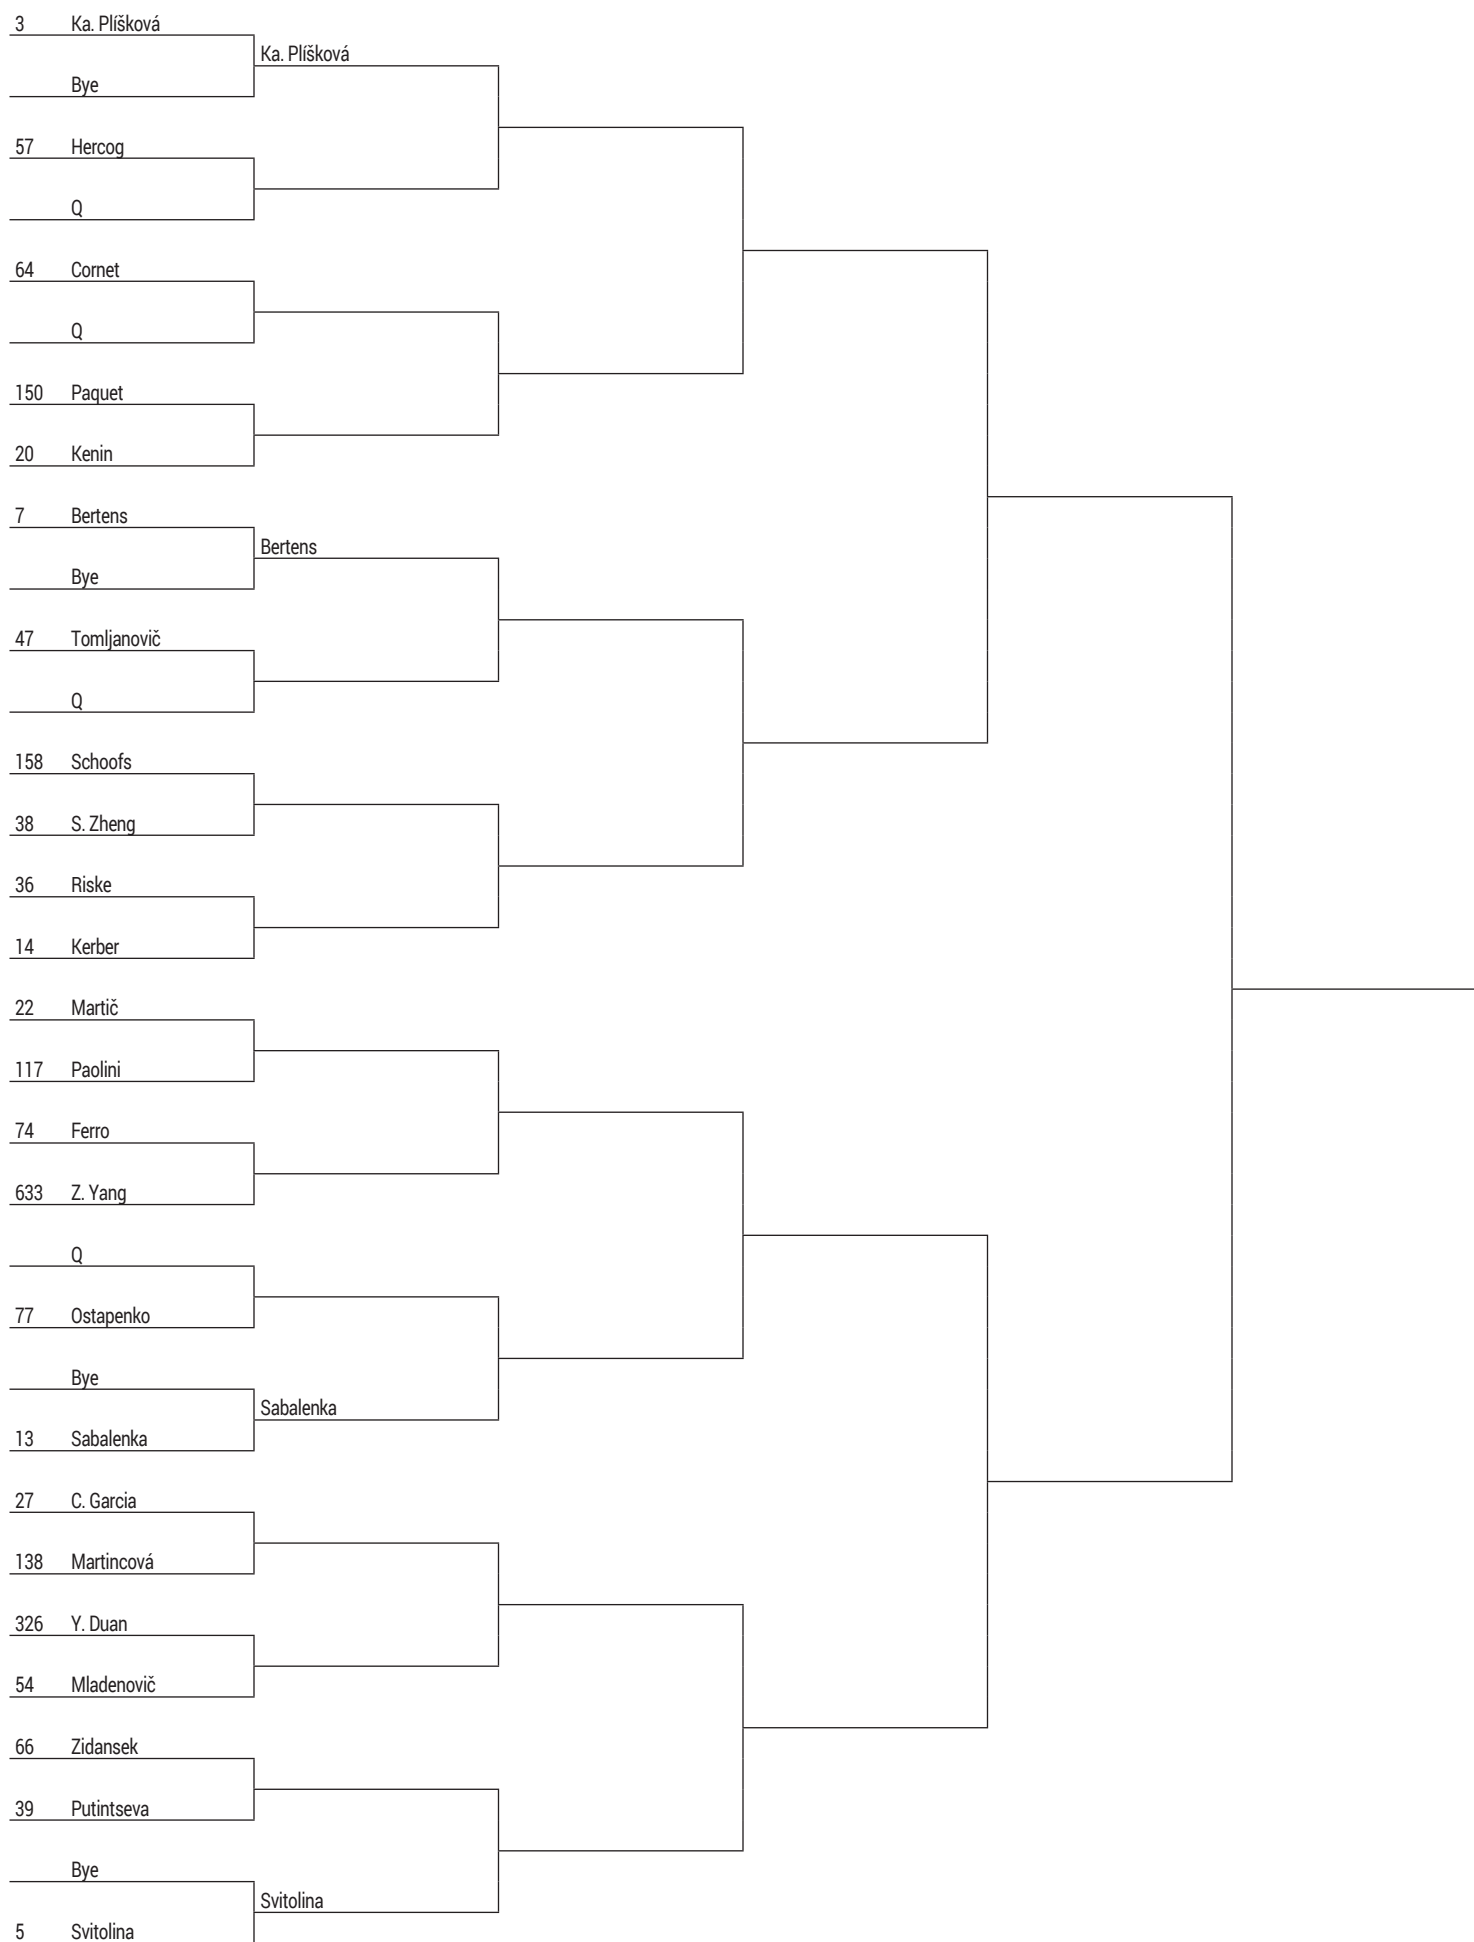 3 Ka. Plíšková
Ka. Plíšková
Bye
57 Hercog
Q
64 Cornet
Q
150 Paquet
20 Kenin
7 Bertens
Bertens
Bye
47 Tomljanovič
Q
158 Schoofs
38 S. Zheng
36 Riske
14 Kerber
22 Martič
117 Paolini
74 Ferro
633 Z. Yang
Q
77 Ostapenko
Bye
Sabalenka
13 Sabalenka
27 C. Garcia
138 Martincová
326 Y. Duan
54 Mladenovič
66 Zidansek
39 Putintseva
Bye
Svitolina
5 Svitolina